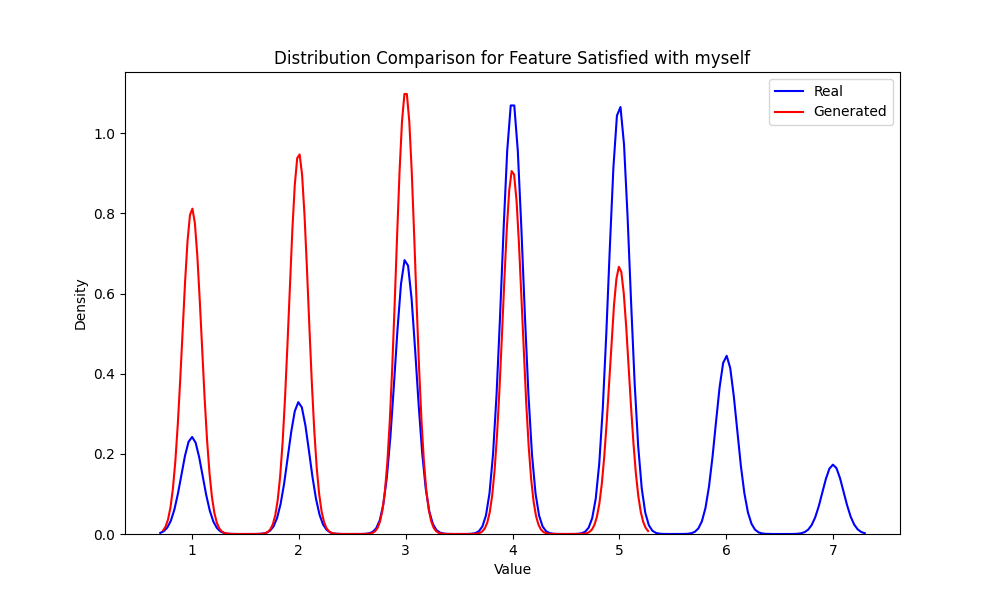 Distribution Comparison for Feature Satisfied with myself
Real
Generated
1.0
0.8
0.6
0.4
0.2
0.0
Density
1 2 3 4 5 6 7
Value